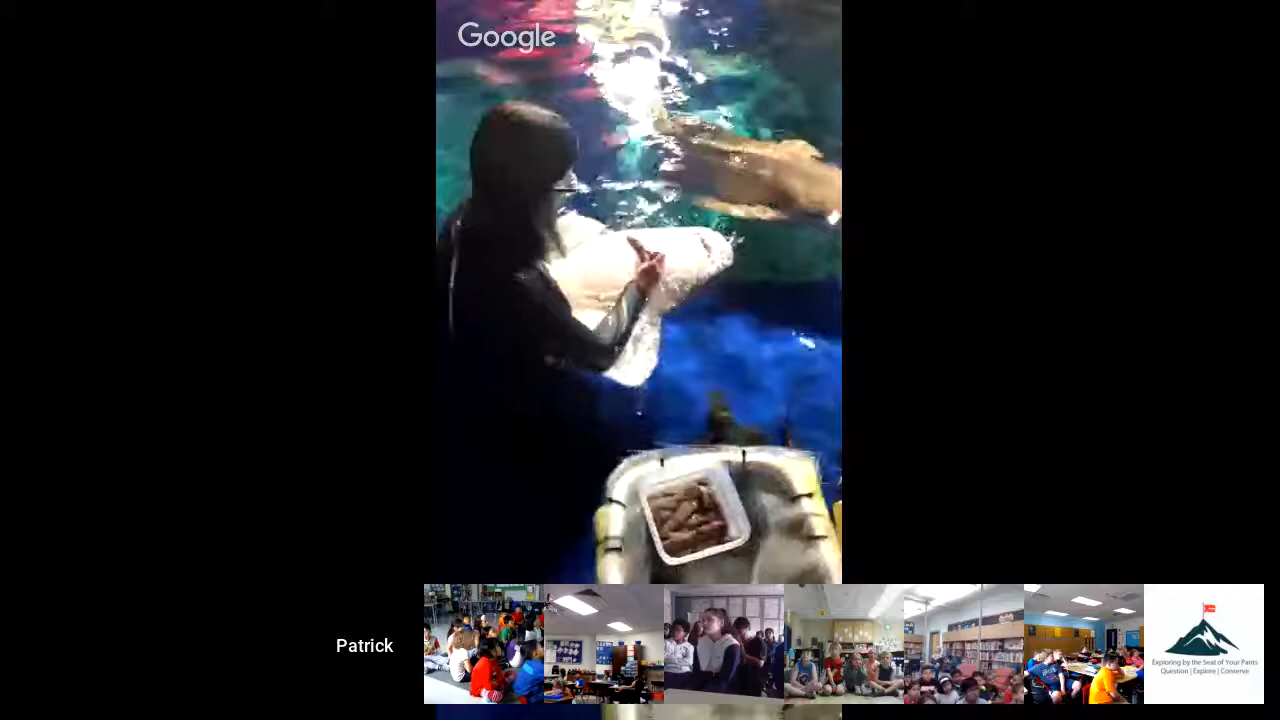 Google
Patrick
Exploring by the Seat of Your Pants
Question | Explore | Conserve